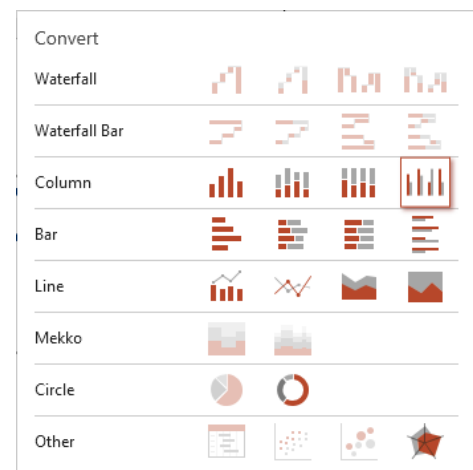 Convert
Waterfall
Waterfall Bar
Column
Bar
Line
Mekko
Circle
Other